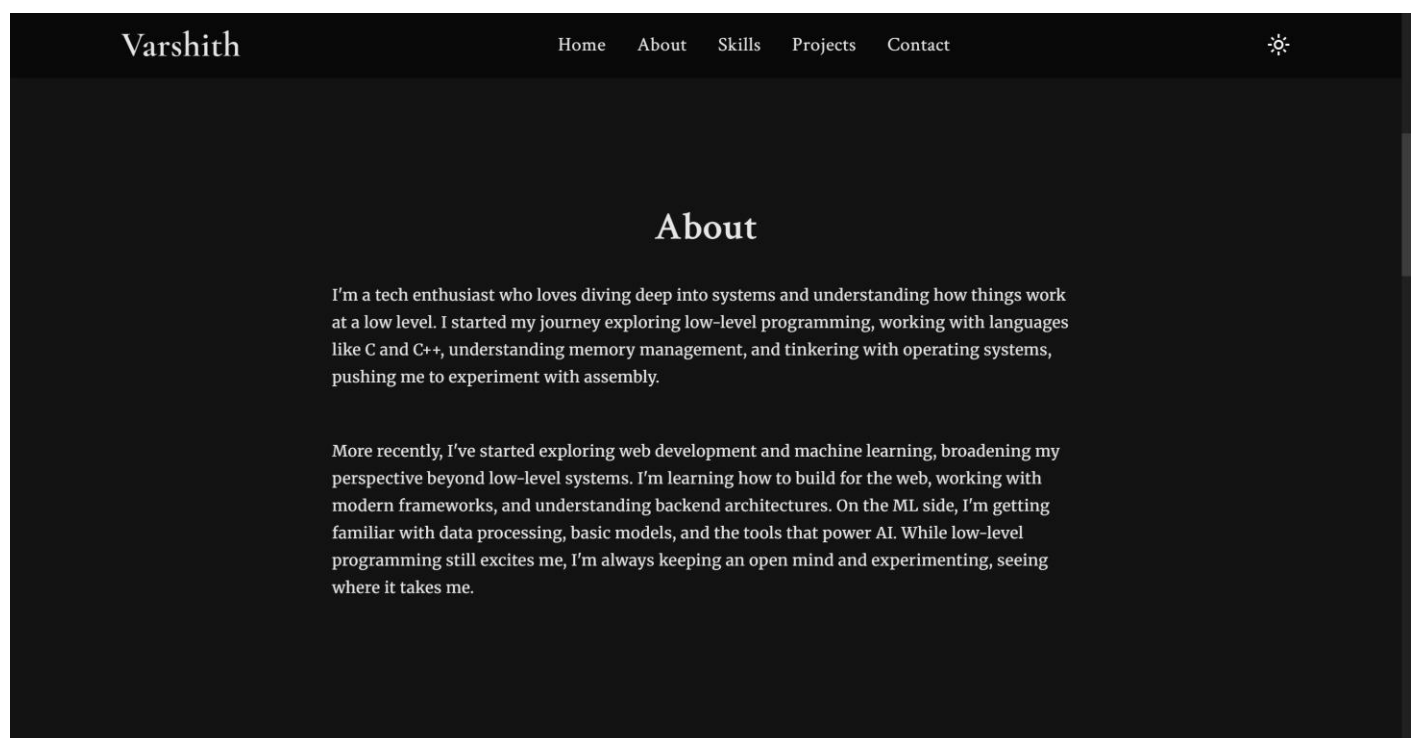 Varshith
Home About Skills Projects Contact
About
I'm a tech enthusiast who loves diving deep into systems and understanding how things work
at a low level. I started my journey exploring low-level programming, working with languages
like C and C++, understanding memory management, and tinkering with operating systems,
pushing me to experiment with assembly.
More recently, I've started exploring web development and machine learning, broadening my
perspective beyond low-level systems. I'm learning how to build for the web, working with
modern frameworks, and understanding backend architectures. On the ML side, I'm getting
familiar with data processing, basic models, and the tools that power AI. While low-level
programming still excites me, I'm always keeping an open mind and experimenting, seeing
where it takes me.